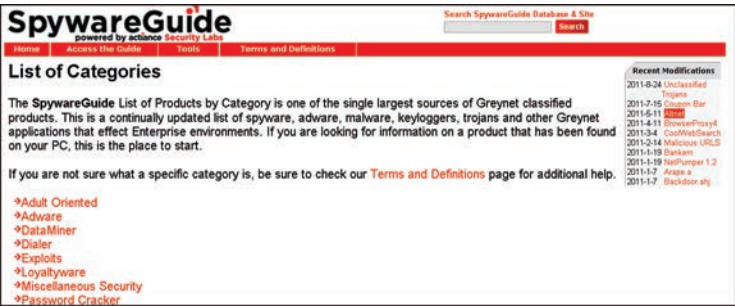 SpywareGuide
powered by actiance Security Labs
Search SpywareGuide Database & Site
Search
Home Access the Guide Tools Terms and Definitions
List of Categories
The SpywareGuide List of Products by Category is one of the single largest sources of Greynet classified
products. This is a continually updated list of spyware, adware, malware, keyloggers, trojans and other Greynet
applications that effect Enterprise environments. If you are looking for information on a product that has been found
on your PC, this is the place to start.
If you are not sure what a specific category is, be sure to check our Terms and Definitions page for additional help.
Adult Oriented
Adware
DataMiner
Dialer
Exploits
Loyaltyware
Miscellaneous Security
Password Cracker
Recent Modifications
2011-8-24 Unclassified
Trojans
2011-7-15 Coupon Bar
2011-5-11 Altnet
2011-4-11 BrowserProxy4
2011-3-4 CoolWebSearch
2011-2-14 Malicious URLS
2011-1-19 Bankem
2011-1-19 NetPumper 1.2
2011-1-7 Arape.a
2011-1-7 Backdoor.ahj